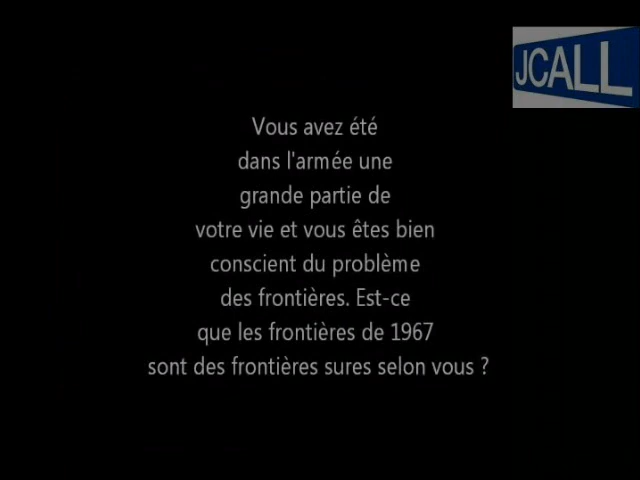 JCALL
Vous avez été
dans l'armée une
grande partie de
votre vie et vous êtes bien
conscient du problème
des frontières. Est-ce
que les frontières de 1967
sont des frontières sures selon vous ?